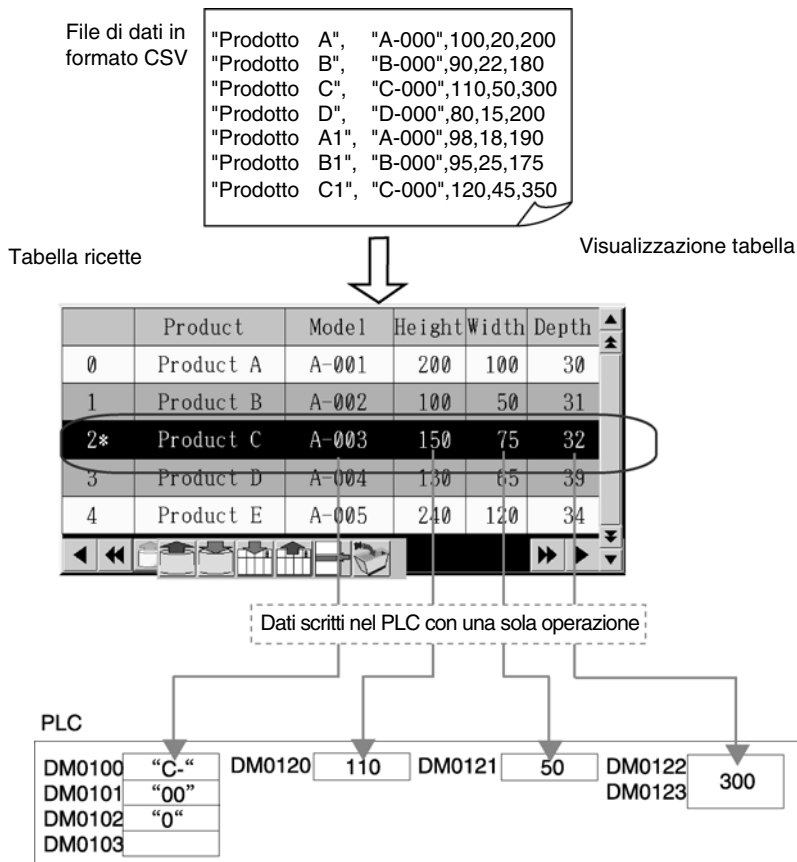 File di dati in
formato CSV
"Prodotto A", "A-000",100,20,200
"Prodotto B", "B-000",90,22,180
"Prodotto C", "C-000",110,50,300
"Prodotto D", "D-000",80,15,200
"Prodotto A1", "A-000",98,18,190
"Prodotto B1", "B-000",95,25,175
"Prodotto C1", "C-000",120,45,350
Tabella ricette
Visualizzazione tabella
Product Model Height Width Depth
0 Product A A-001 200 100 30
1 Product B A-002 100 50 31
2* Product C A-003 150 75 32
3 Product D A-004 130 65 39
4 Product E A-005 240 120 34
Dati scritti nel PLC con una sola operazione
PLC
DM0100 “C-“ DM0120 110 DM0121 50 DM0122 300
DM0101 “00” DM0123
DM0102 “0“
DM0103